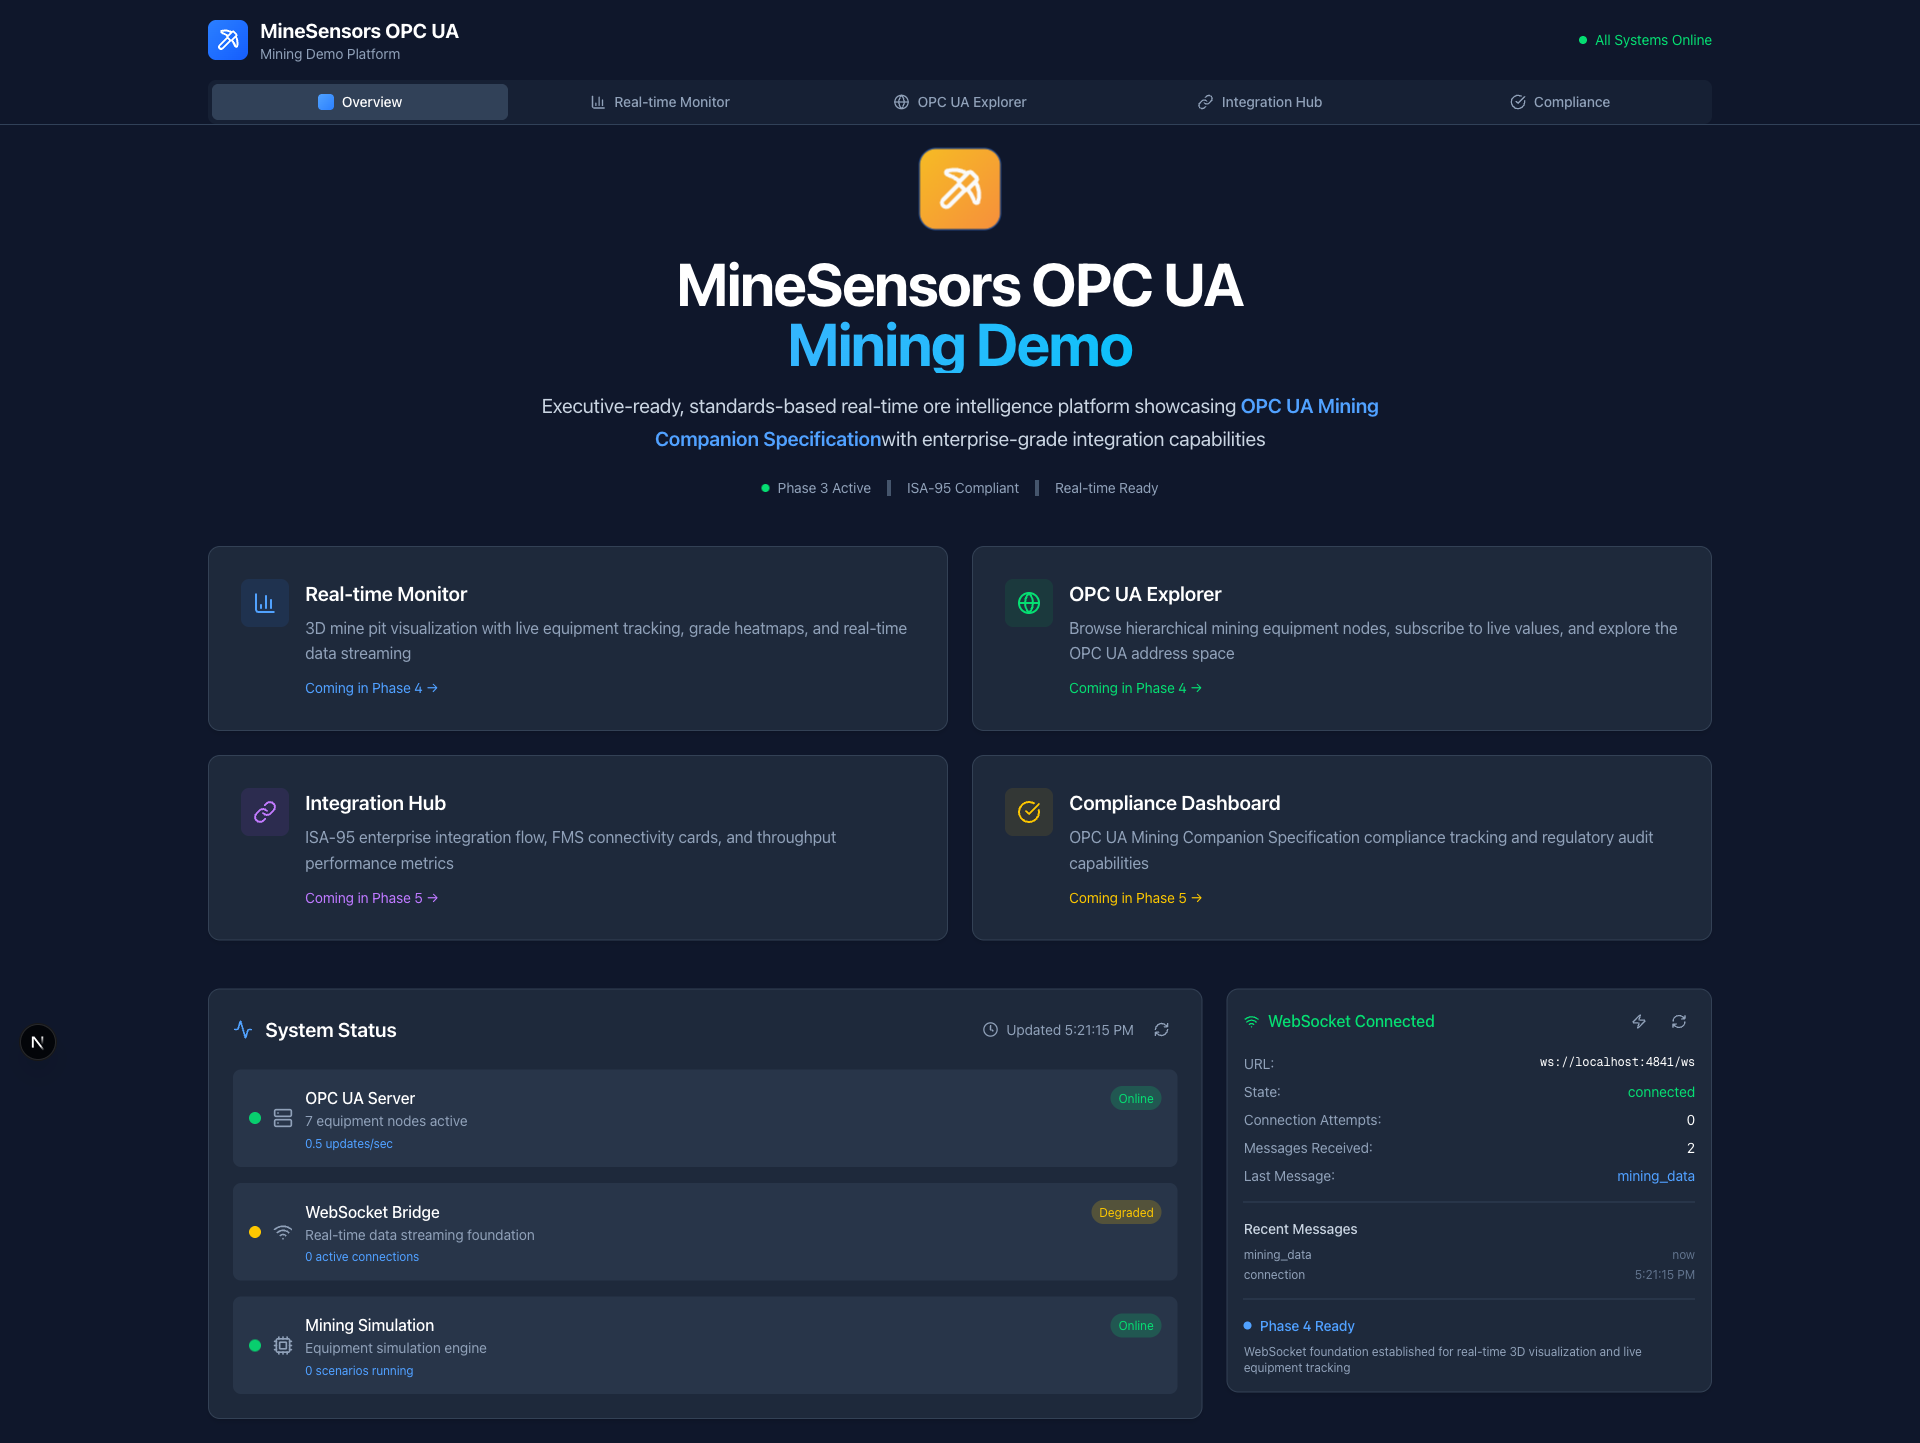 MineSensors OPC UA
Mining Demo Platform
All Systems Online
Overview
Real-time Monitor
OPC UA Explorer
Integration Hub
Compliance
MineSensors OPC UA
Mining Demo
Executive-ready, standards-based real-time ore intelligence platform showcasing OPC UA Mining
Companion Specificationwith enterprise-grade integration capabilities
Phase 3 Active
ISA-95 Compliant
Real-time Ready
Real-time Monitor
3D mine pit visualization with live equipment tracking, grade heatmaps, and real-time
data streaming
Coming in Phase 4 →
OPC UA Explorer
Browse hierarchical mining equipment nodes, subscribe to live values, and explore the
OPC UA address space
Coming in Phase 4 →
Integration Hub
ISA-95 enterprise integration flow, FMS connectivity cards, and throughput
performance metrics
Coming in Phase 5 →
Compliance Dashboard
OPC UA Mining Companion Specification compliance tracking and regulatory audit
capabilities
Coming in Phase 5 →
System Status
Updated 5:21:15 PM
OPC UA Server
7 equipment nodes active
0.5 updates/sec
Online
WebSocket Bridge
Real-time data streaming foundation
0 active connections
Degraded
Mining Simulation
Equipment simulation engine
0 scenarios running
Online
WebSocket Connected
URL: ws://localhost:4841/ws
State: connected
Connection Attempts: 0
Messages Received: 2
Last Message: mining_data
Recent Messages
mining_data now
connection 5:21:15 PM
Phase 4 Ready
WebSocket foundation established for real-time 3D visualization and live
equipment tracking
N